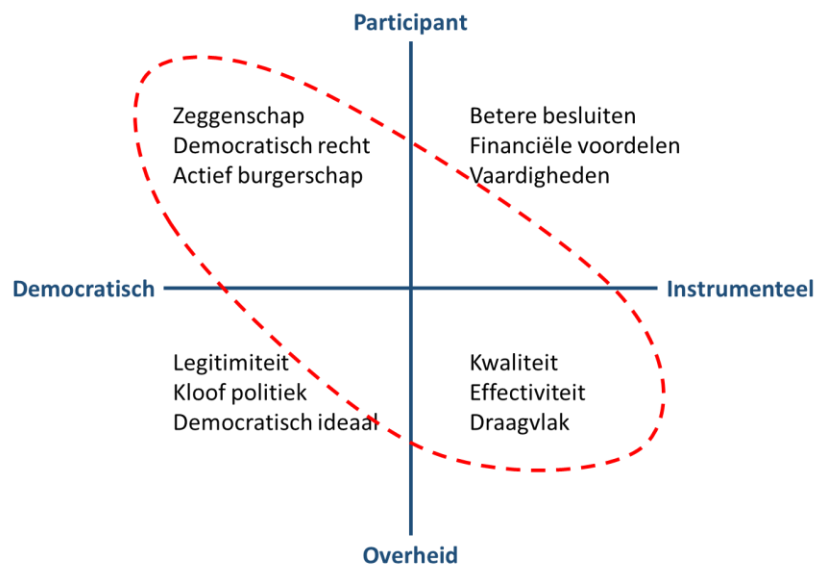 Participant
Zeggenschap
Democratisch recht
Actief burgerschap
Betere besluiten
Financiële voordelen
Vaardigheden
Democratisch
Instrumenteel
Legitimiteit
Kloof politiek
Democratisch ideaal
Kwaliteit
Effectiviteit
Draagvlak
Overheid